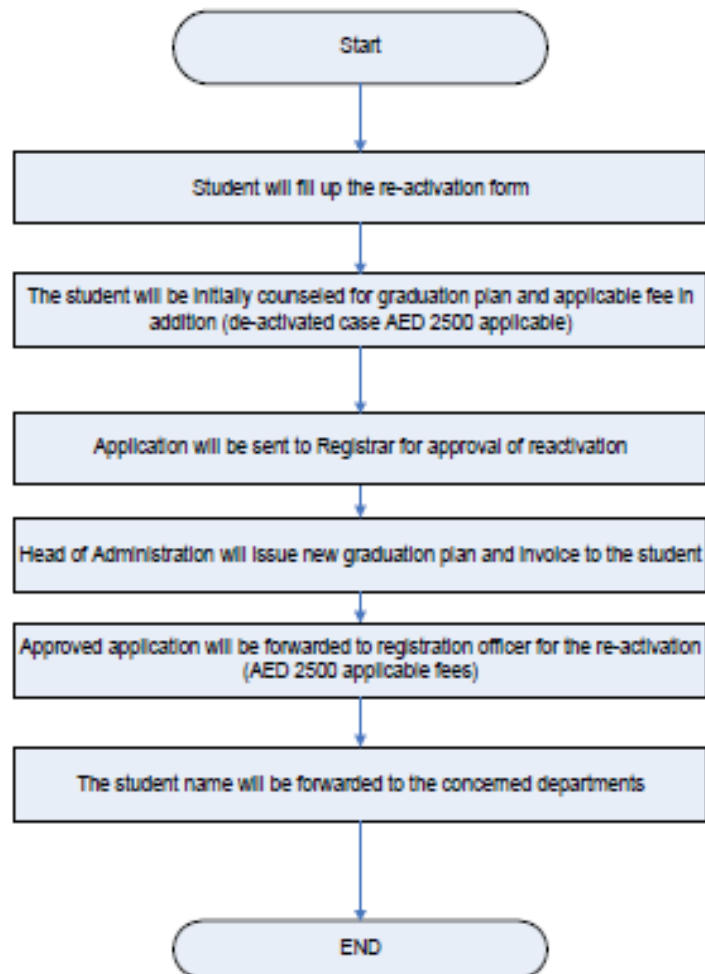 Start
Student will fill up the re-activation form
The student will be initially counseled for graduation plan and applicable fee in
addition (de-activated case AED 2500 applicable)
Application will be sent to Registrar for approval of reactivation
Head of Administration will issue new graduation plan and invoice to the student
Approved application will be forwarded to registration officer for the re-activation
(AED 2500 applicable fees)
The student name will be forwarded to the concerned departments
END